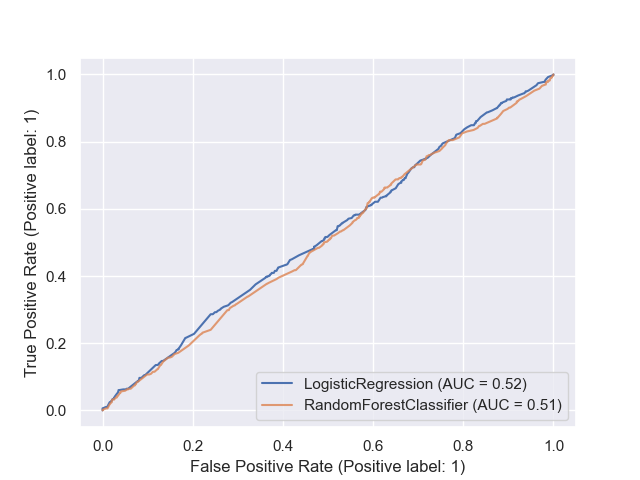 1.0
0.8
0.6
0.4
0.2
0.0
True Positive Rate (Positive label: 1)
LogisticRegression (AUC = 0.52)
RandomForestClassifier (AUC = 0.51)
0.0 0.2 0.4 0.6 0.8 1.0
False Positive Rate (Positive label: 1)